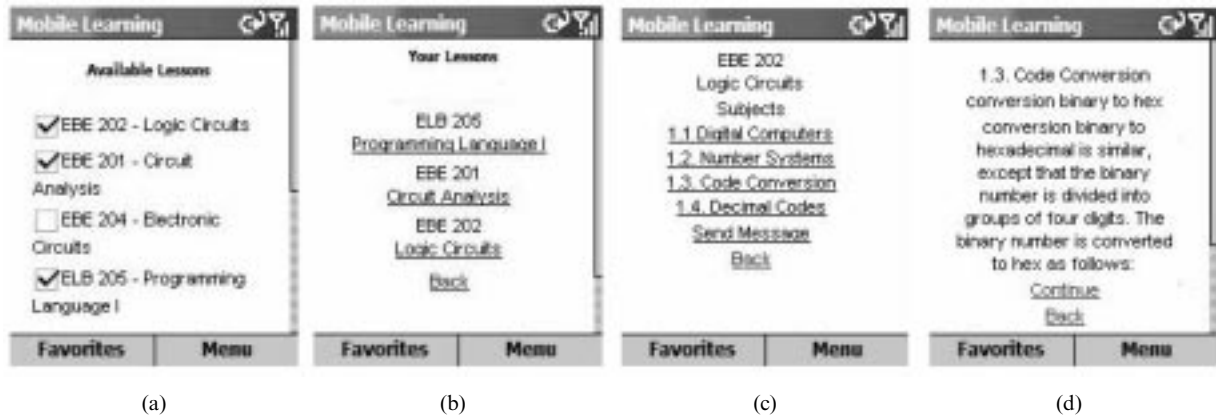 Mobile Learning
Available Lessons
EBE 202 - Logic Circuits
EBE 201 - Circuit
Analysis
EBE 204 - Electronic
Circuits
ELB 205 - Programming
Language I
Favorites Menu
(a)
Mobile Learning
Your Lessons
ELB 205
Programming Language I
EBE 201
Circuit Analysis
EBE 202
Logic Circuits
Back
Favorites Menu
(b)
Mobile Learning
EBE 202
Logic Circuits
Subjects
1.1 Digital Computers
1.2. Number Systems
1.3. Code Conversion
1.4. Decimal Codes
Send Message
Back
Favorites Menu
(c)
Mobile Learning
1.3. Code Conversion
conversion binary to hex
conversion binary to
hexadecimal is similar,
except that the binary
number is divided into
groups of four digits. The
binary number is converted
to hex as follows:
Continue
Back
Favorites Menu
(d)